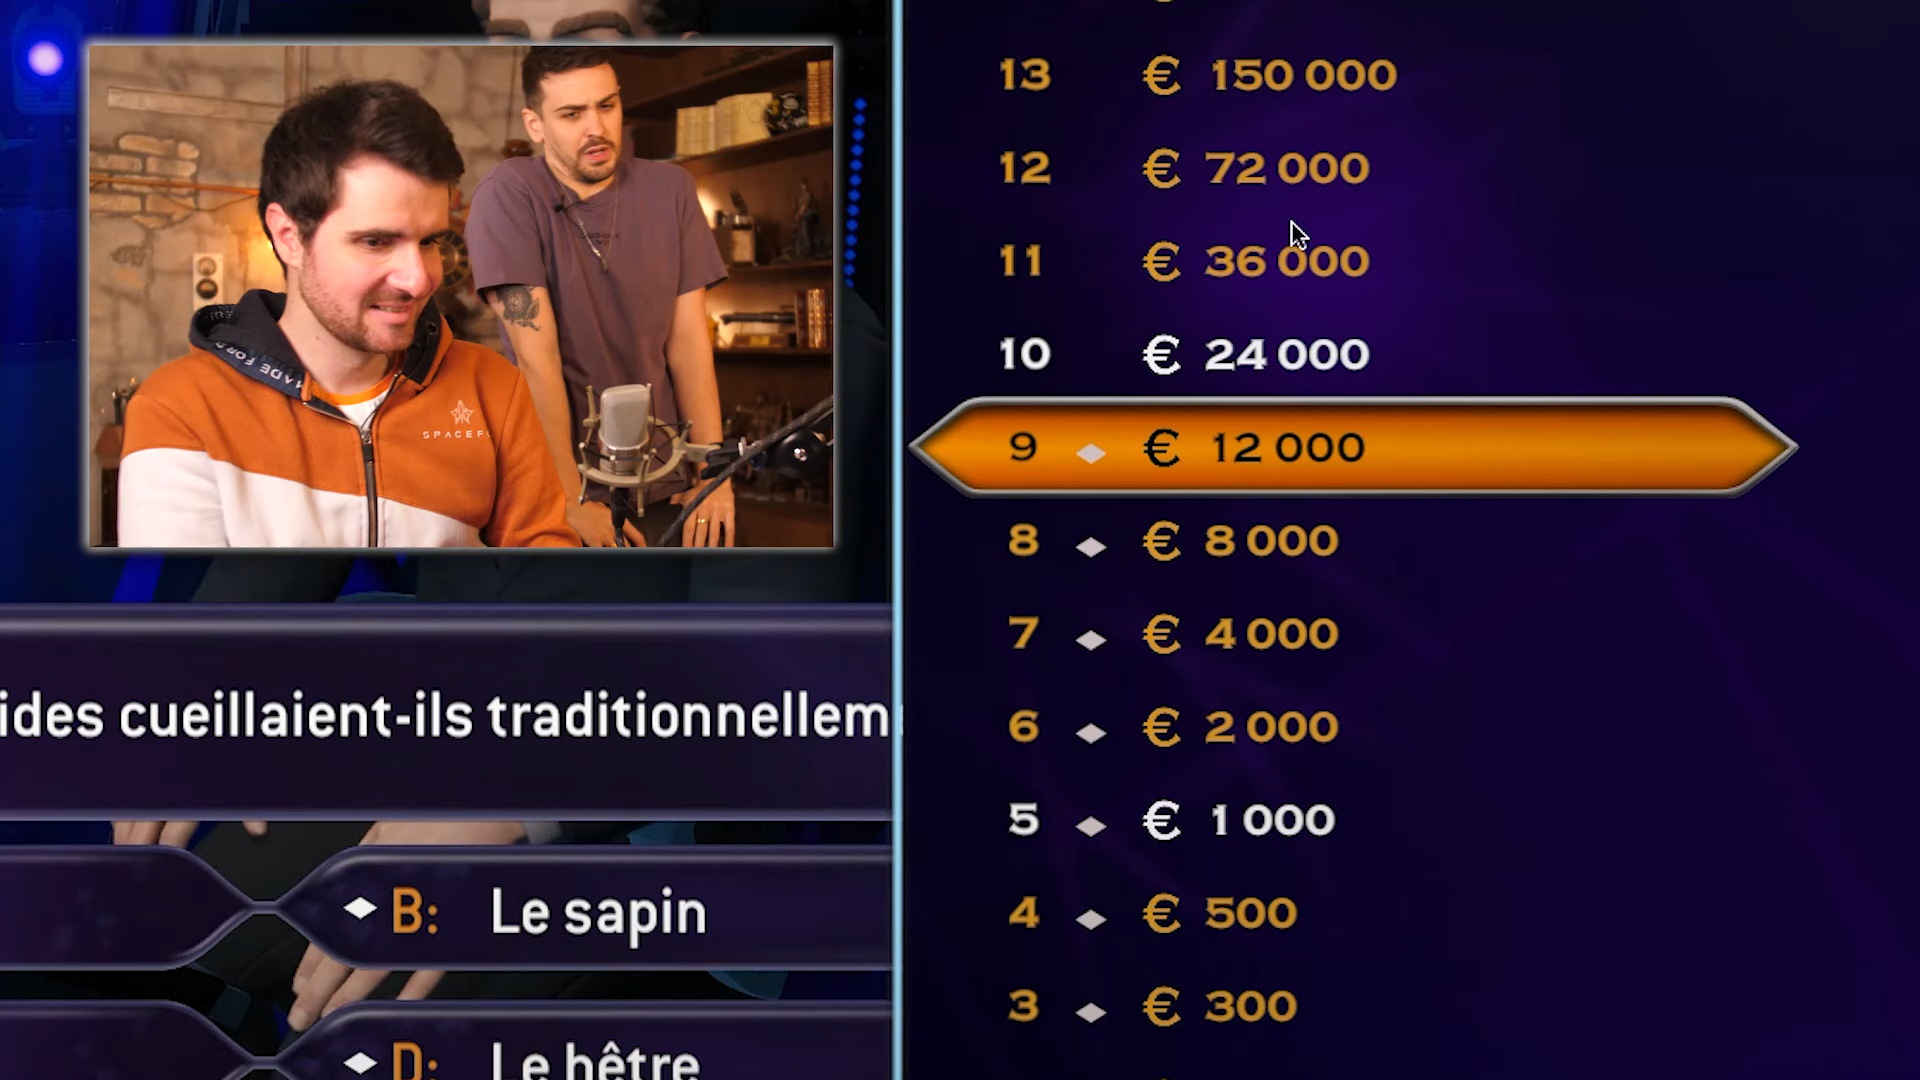 13 € 150 000
12 € 72 000
11 € 36 000
10 € 24 000
9 € 12 000
8 € 8 000
7 € 4 000
6 € 2 000
5 € 1 000
4 € 500
3 € 300
MADE FOR
SPACEF
ides cueillaient-ils traditionnellem
B: Le sapin
D: Le hêtre